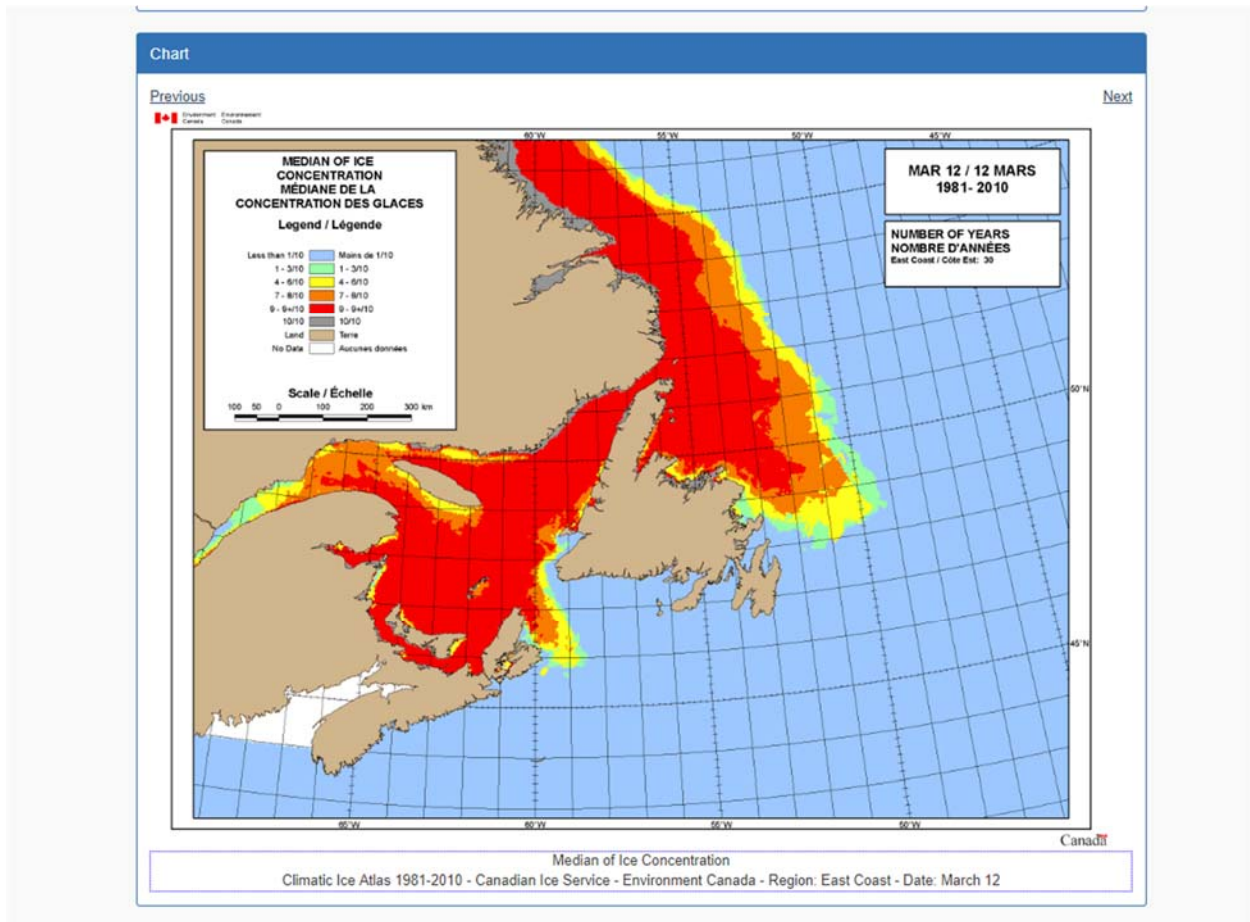 Chart
Previous
Next
Environment Environnement
Canada Canada
60°W 55°W 50°W 45°W
MEDIAN OF ICE
CONCENTRATION
MÉDIANE DE LA
CONCENTRATION DES GLACES
Legend / Légende
Less than 1/10 Moins de 1/10
1 - 3/10 1 - 3/10
4 - 6/10 4 - 6/10
7 - 8/10 7 - 8/10
9 - 9+/10 9 - 9+/10
10/10 10/10
Land Terre
No Data Aucunes données
Scale / Échelle
100 50 0 100 200 300 km
MAR 12 / 12 MARS
1981- 2010
NUMBER OF YEARS
NOMBRE D'ANNÉES
East Coast / Côte Est: 30
50°N
45°N
65°W 60°W 55°W 50°W
Canada
Median of Ice Concentration
Climatic Ice Atlas 1981-2010 - Canadian Ice Service - Environment Canada - Region: East Coast - Date: March 12